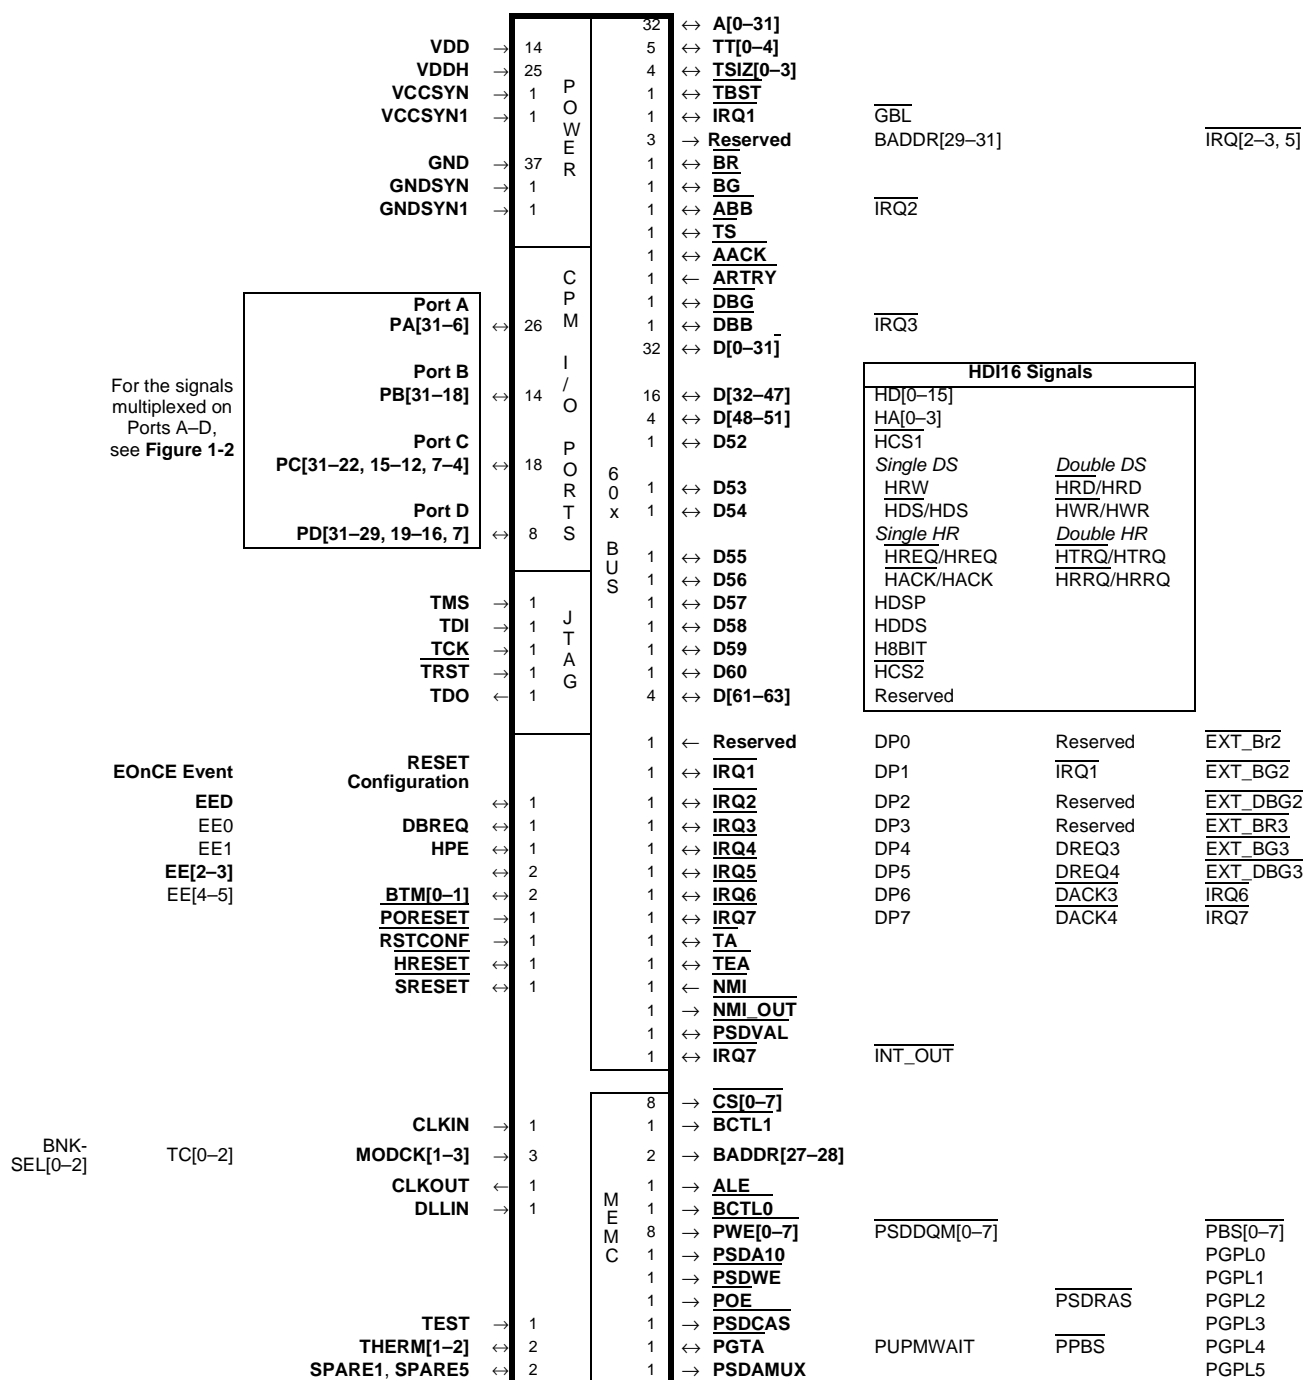 32 ↔ A[0–31]
VDD → 14 5 ↔ TT[0–4]
VDDH → 25 4 ↔ TSIZ[0–3]
VCCSYN → 1 1 ↔ TBST
VCCSYN1 → 1 1 ↔ IRQ1 GBL
3 → Reserved BADDR[29–31] IRQ[2–3, 5]
GND → 37 1 ↔ BR
GNDSYN → 1 1 ↔ BG
GNDSYN1 → 1 1 ↔ ABB IRQ2
1 ↔ TS
1 ↔ AACK
1 ← ARTRY
Port A 1 ↔ DBG
PA[31–6] ↔ 26 1 ↔ DBB IRQ3
32 ↔ D[0–31]
Port B HDI16 Signals
PB[31–18] ↔ 14 16 ↔ D[32–47] HD[0–15]
4 ↔ D[48–51] HA[0–3]
Port C 1 ↔ D52 HCS1
PC[31–22, 15–12, 7–4] ↔ 18 Single DS Double DS
1 ↔ D53 HRW HRD/HRD
Port D 1 ↔ D54 HDS/HDS HWR/HWR
PD[31–29, 19–16, 7] ↔ 8 Single HR Double HR
1 ↔ D55 HREQ/HREQ HTRQ/HTRQ
1 ↔ D56 HACK/HACK HRRQ/HRRQ
TMS → 1 1 ↔ D57 HDSP
TDI → 1 1 ↔ D58 HDDS
TCK → 1 1 ↔ D59 H8BIT
TRST → 1 1 ↔ D60 HCS2
TDO ← 1 4 ↔ D[61–63] Reserved
For the signals
multiplexed on
Ports A–D,
see Figure 1-2
POWER
CPM I/O PORTS
JTAG
60x BUS
1 ← Reserved DP0 Reserved EXT_Br2
EOnCE Event RESET
Configuration 1 ↔ IRQ1 DP1 IRQ1 EXT_BG2
EED ↔ 1 1 ↔ IRQ2 DP2 Reserved EXT_DBG2
EE0 DBREQ ↔ 1 1 ↔ IRQ3 DP3 Reserved EXT_BR3
EE1 HPE ↔ 1 1 ↔ IRQ4 DP4 DREQ3 EXT_BG3
EE[2–3] ↔ 2 1 ↔ IRQ5 DP5 DREQ4 EXT_DBG3
EE[4–5] BTM[0–1] ↔ 2 1 ↔ IRQ6 DP6 DACK3 IRQ6
PORESET → 1 1 ↔ IRQ7 DP7 DACK4 IRQ7
RSTCONF → 1 1 ↔ TA
HRESET ↔ 1 1 ↔ TEA
SRESET ↔ 1 1 ← NMI
1 → NMI_OUT
1 ↔ PSDVAL
1 ↔ IRQ7 INT_OUT
8 → CS[0–7]
CLKIN → 1 1 → BCTL1
BNK-
SEL[0–2] TC[0–2] MODCK[1–3] → 3 2 → BADDR[27–28]
CLKOUT ← 1 1 → ALE
DLLIN → 1 1 → BCTL0
MEMC
8 → PWE[0–7] PSDDQM[0–7] PBS[0–7]
1 → PSDA10 PGPL0
1 → PSDWE PGPL1
1 → POE PSDRAS PGPL2
TEST → 1 1 → PSDCAS PGPL3
THERM[1–2] ↔ 2 1 ↔ PGTA PUPMWAIT PPBS PGPL4
SPARE1, SPARE5 ↔ 2 1 → PSDAMUX PGPL5